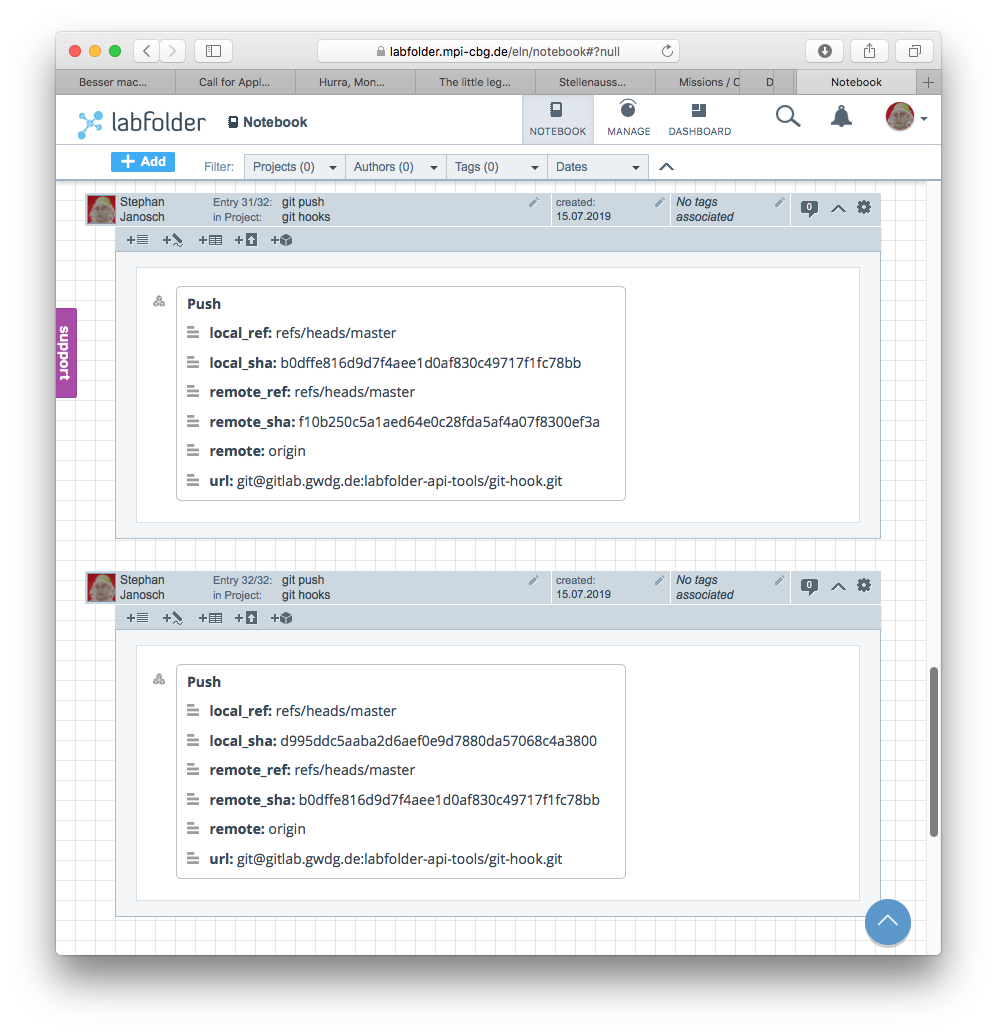 labfolder.mpi-cbg.de/eln/notebook#?null
Besser mac... Call for Appl... Hurra, Mon... The little leg... Stellenauss... Missions / C D Notebook
labfolder Notebook NOTEBOOK MANAGE DASHBOARD
Add Filter: Projects (0) Authors (0) Tags (0) Dates
Stephan Entry 31/32: git push created: No tags 0
Janosch in Project: git hooks 15.07.2019 associated
support
Push
local_ref: refs/heads/master
local_sha: b0dffe816d9d7f4aee1d0af830c49717f1fc78bb
remote_ref: refs/heads/master
remote_sha: f10b250c5a1aed64e0c28fda5af4a07f8300ef3a
remote: origin
url: git@gitlab.gwdg.de:labfolder-api-tools/git-hook.git
Stephan Entry 32/32: git push created: No tags 0
Janosch in Project: git hooks 15.07.2019 associated
Push
local_ref: refs/heads/master
local_sha: d995ddc5aaba2d6aef0e9d7880da57068c4a3800
remote_ref: refs/heads/master
remote_sha: b0dffe816d9d7f4aee1d0af830c49717f1fc78bb
remote: origin
url: git@gitlab.gwdg.de:labfolder-api-tools/git-hook.git